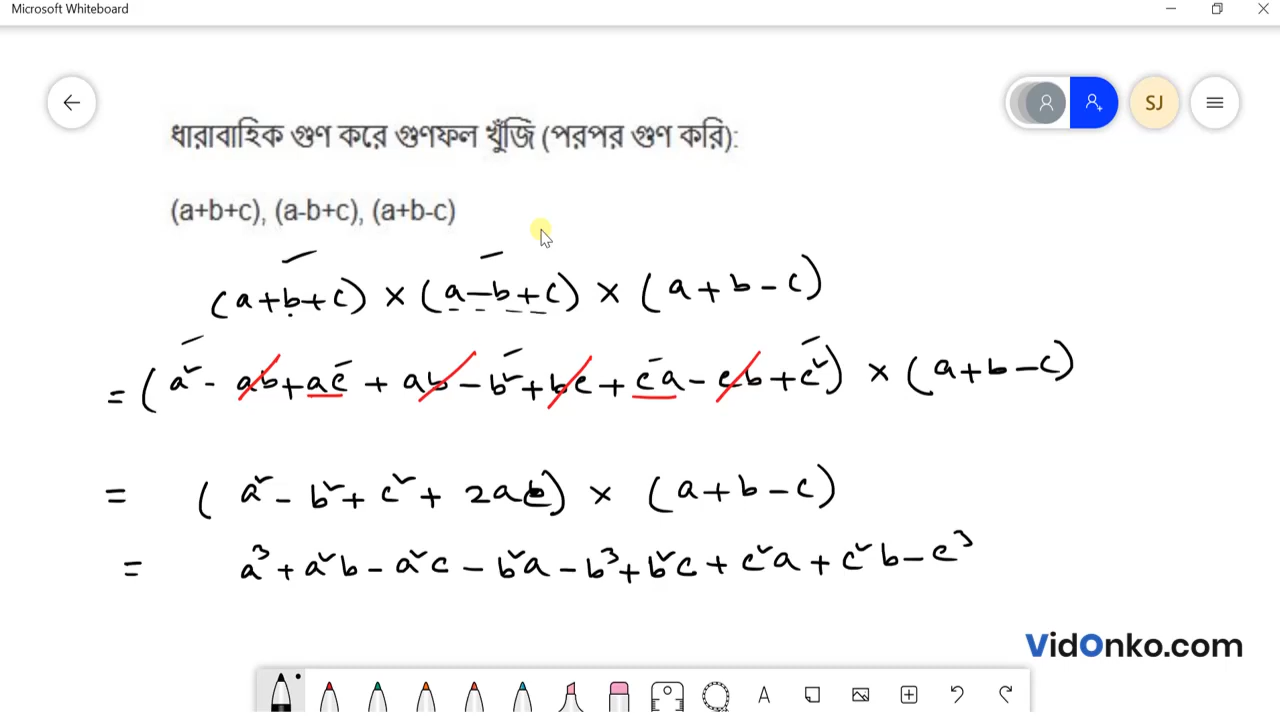 Microsoft Whiteboard
SJ
ধারাবাহিক গুণ করে গুণফল খুঁজি (পরপর গুণ করি):
(a+b+c), (a-b+c), (a+b-c)
(a+b+c) × (a-b+c) × (a+b-c)
= (a² - ab + ac + ab - b² + bc + ca - cb + c²) × (a+b-c)
= (a² - b² + c² + 2ac) × (a+b-c)
= a³ + a²b - a²c - b²a - b³ + b²c + c²a + c²b - c³
VidOnko.com
A